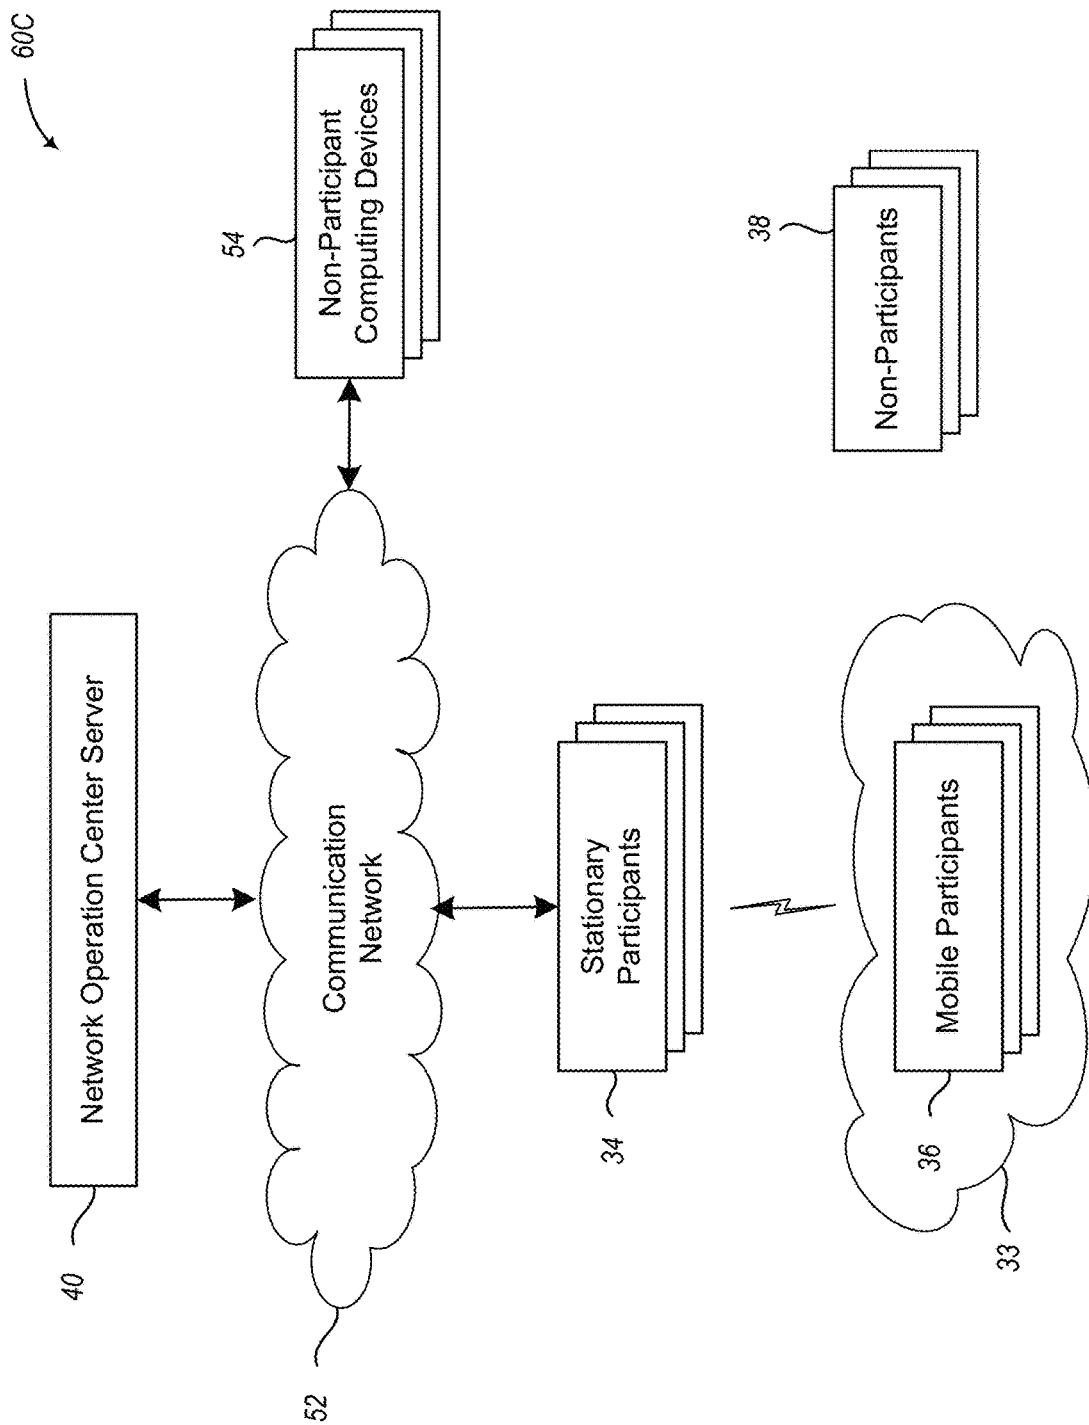 60C
Network Operation Center Server
40
Communication
Network
52
Non-Participant
Computing Devices
54
Stationary
Participants
34
Non-Participants
38
Mobile Participants
36
33